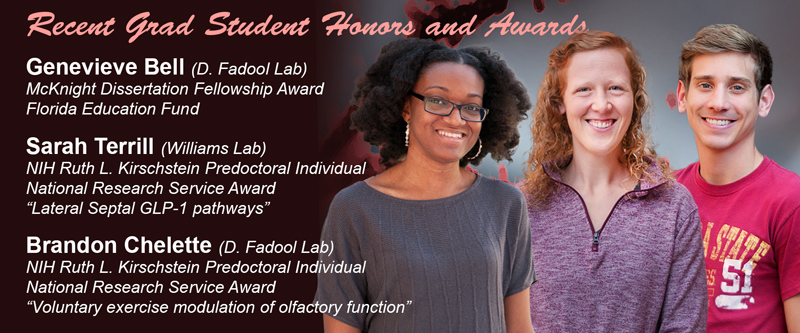 Recent Grad Student Honors and Awards
Genevieve Bell (D. Fadool Lab)
McKnight Dissertation Fellowship Award
Florida Education Fund
Sarah Terrill (Williams Lab)
NIH Ruth L. Kirschstein Predoctoral Individual
National Research Service Award
“Lateral Septal GLP-1 pathways”
Brandon Chelette (D. Fadool Lab)
NIH Ruth L. Kirschstein Predoctoral Individual
National Research Service Award
“Voluntary exercise modulation of olfactory function”
STATE
51